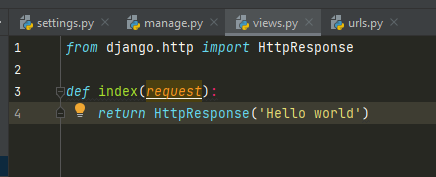 settings.py manage.py views.py urls.py
1 from django.http import HttpResponse
2
3 def index(request):
4 return HttpResponse('Hello world')